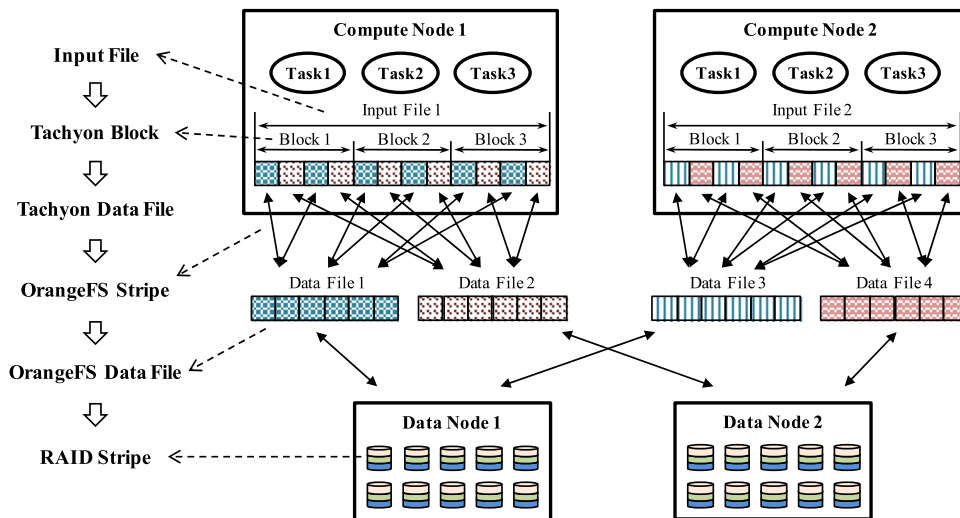 Compute Node 1
Compute Node 2
Input File
Task1 Task2 Task3
Task1 Task2 Task3
Input File 1
Input File 2
Tachyon Block
Block 1 Block 2 Block 3
Block 1 Block 2 Block 3
Tachyon Data File
OrangeFS Stripe
Data File 1 Data File 2 Data File 3 Data File 4
OrangeFS Data File
Data Node 1
Data Node 2
RAID Stripe